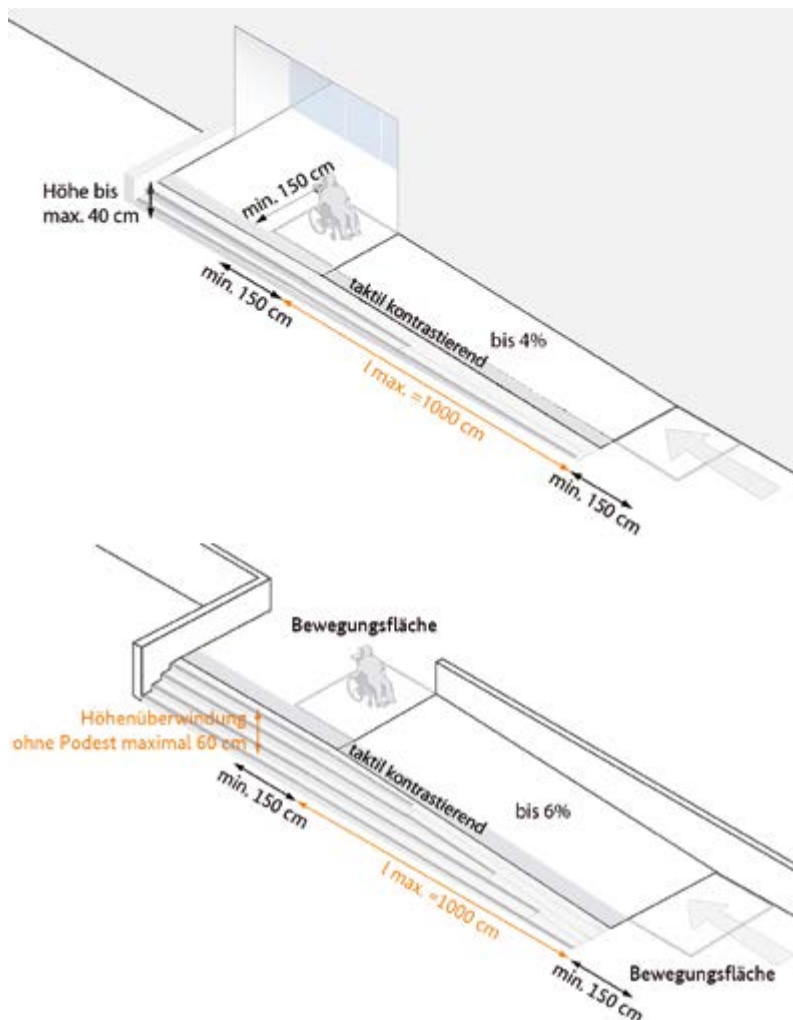 Höhe bis
max. 40 cm
min. 150 cm
min. 150 cm
taktil kontrastierend
bis 4%
l max. =1000 cm
min. 150 cm
Bewegungsfläche
Höhenüberwindung
ohne Podest maximal 60 cm
taktil kontrastierend
min. 150 cm
bis 6%
l max. =1000 cm
Bewegungsfläche
min. 150 cm